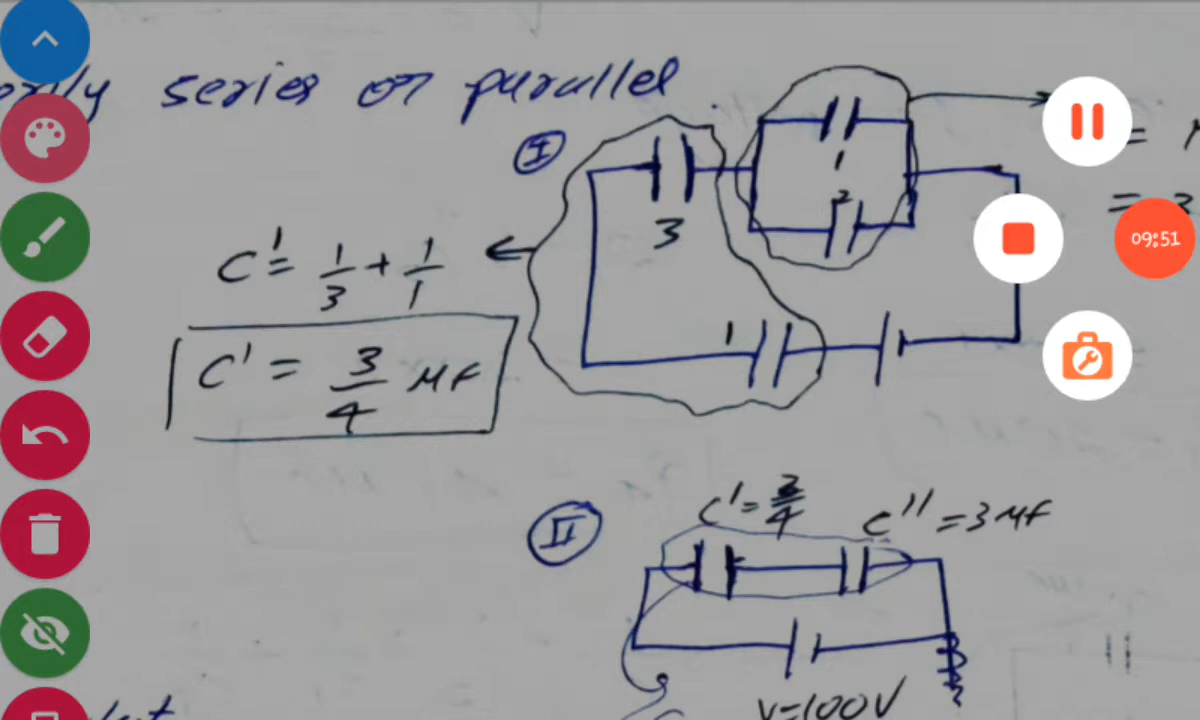 series or parallel
I
1
2
=
3
= 3
09:51
C' = 1/3 + 1/1
1
C' = 3/4 MF
C' = 3/4 C'' = 3 MF
II
V=100V